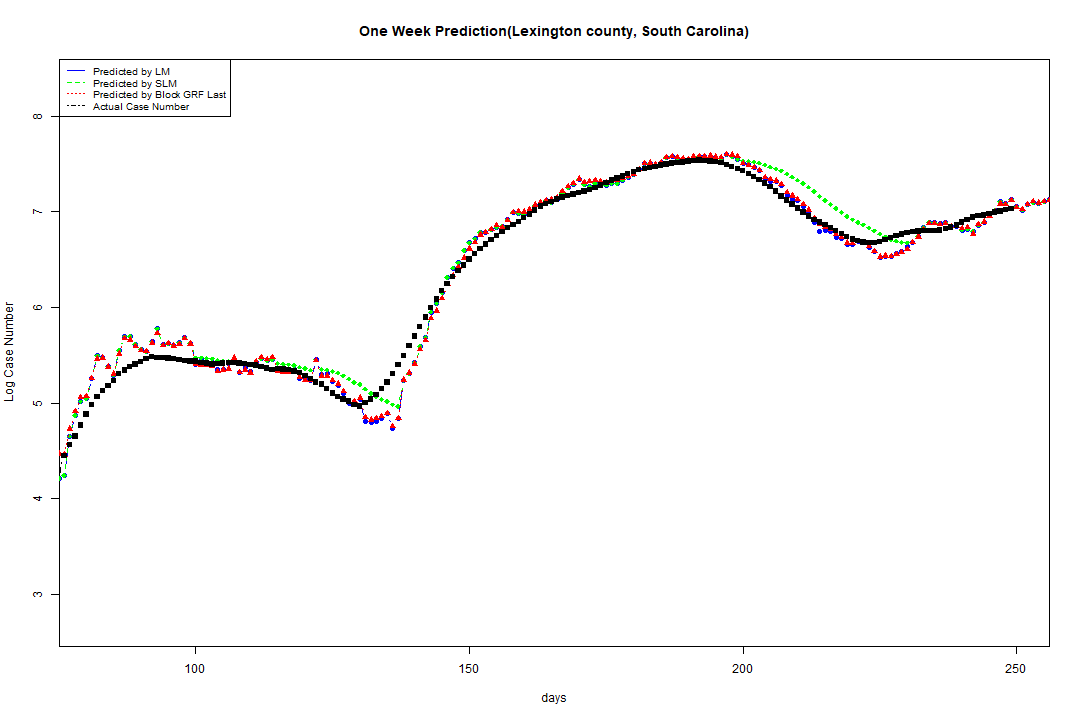 One Week Prediction(Lexington county, South Carolina)
Predicted by LM
Predicted by SLM
Predicted by Block GRF Last
Actual Case Number
8
7
6
5
4
3
Log Case Number
100
150
200
250
days